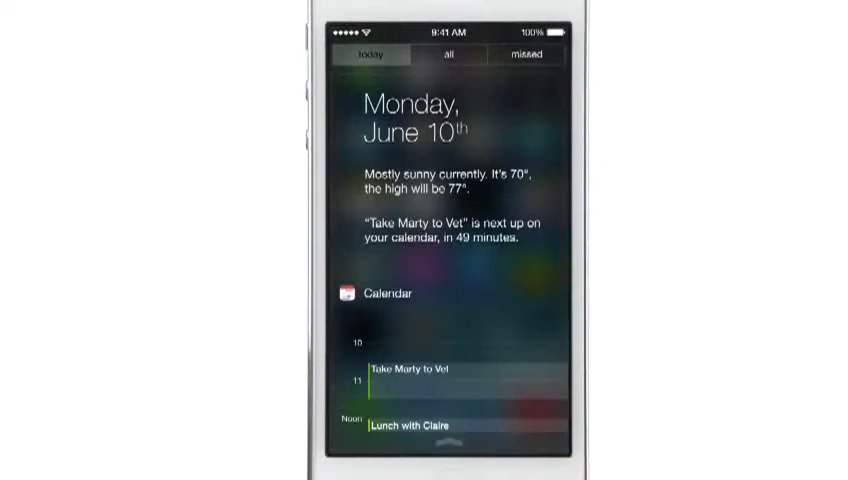 9:41 AM 100%
today all missed
Monday,
June 10th
Mostly sunny currently. It's 70°,
the high will be 77°.
“Take Marty to Vet” is next up on
your calendar, in 49 minutes.
Calendar
10
Take Marty to Vet
11
Noon
Lunch with Claire